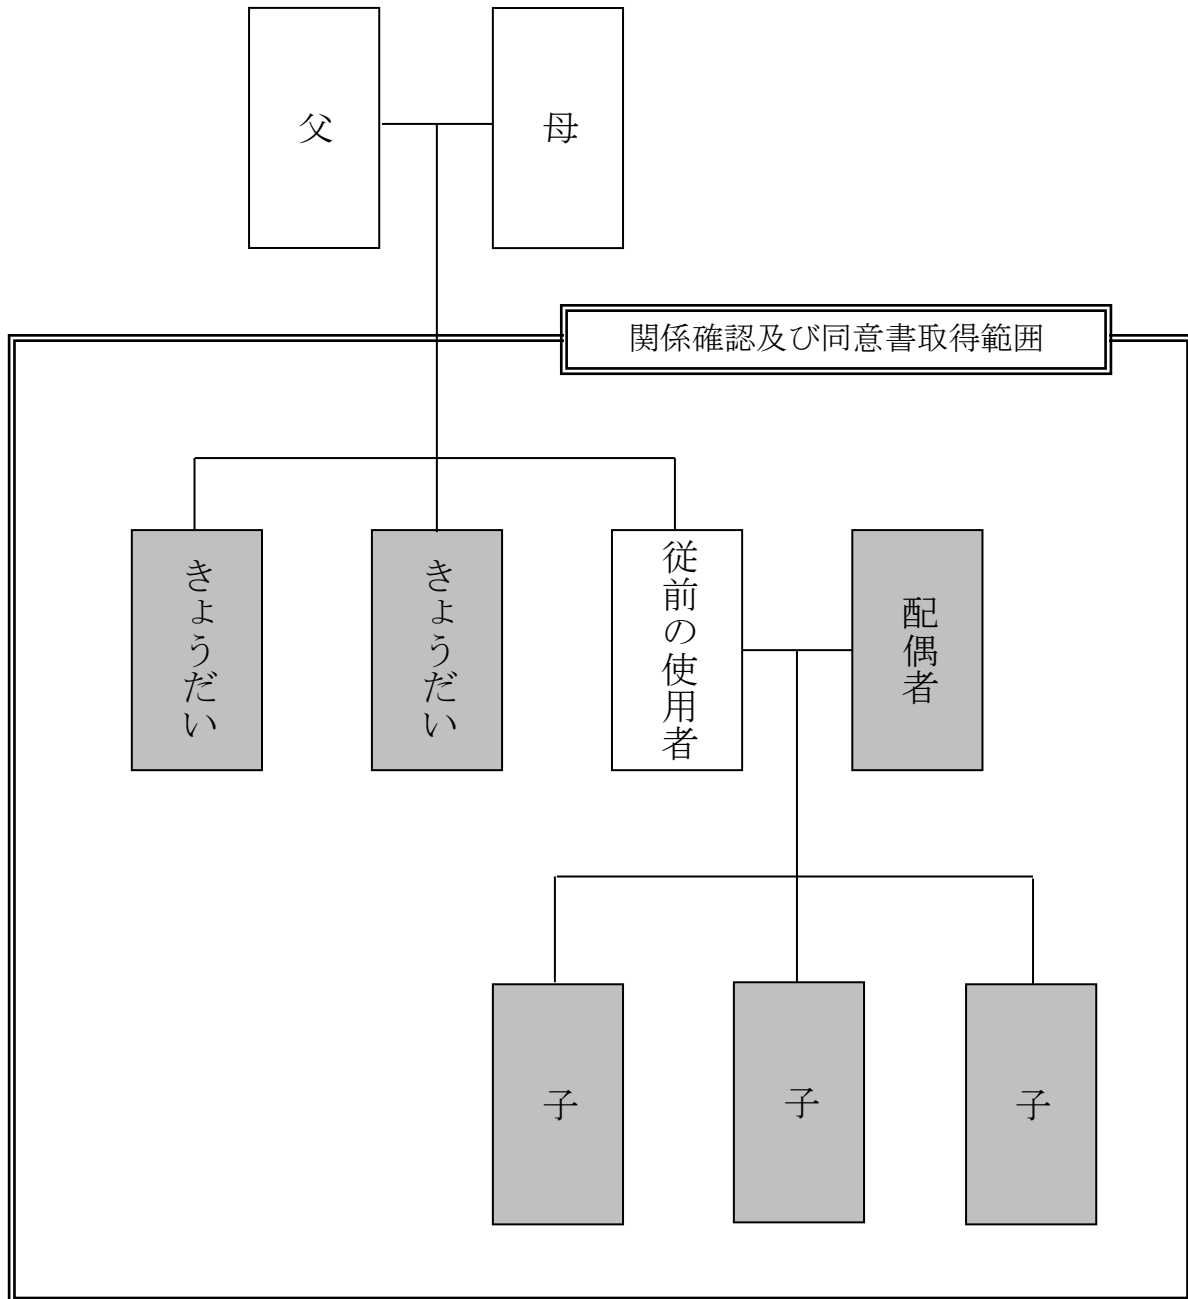 父
母
関係確認及び同意書取得範囲
きょうだい
きょうだい
従前の使用者
配偶者
子
子
子